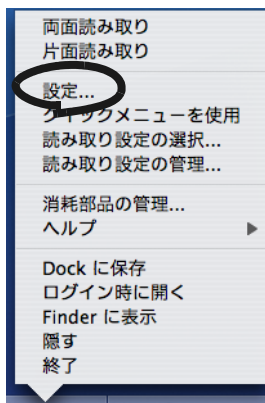 両面読み取り
片面読み取り
設定...
クイックメニューを使用
読み取り設定の選択...
読み取り設定の管理...
消耗部品の管理...
ヘルプ
Dock に保存
ログイン時に開く
Finder に表示
隠す
終了